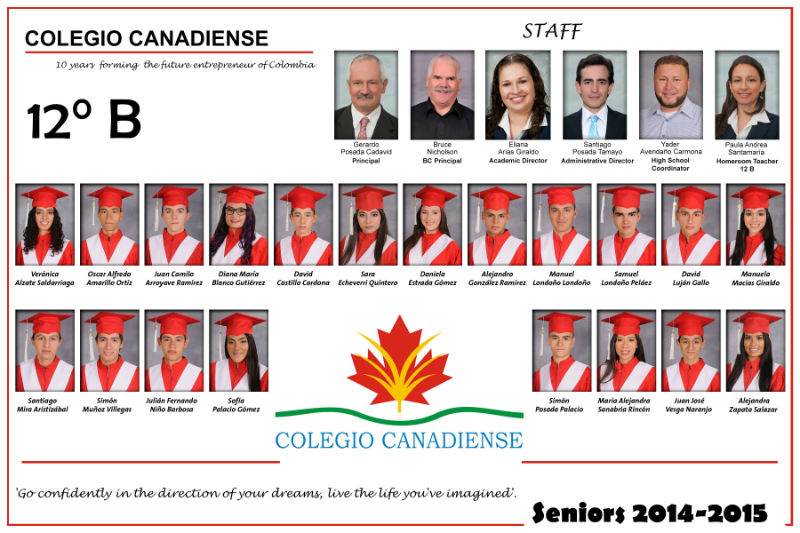 COLEGIO CANADIENSE
10 years forming the future entrepreneur of Colombia
STAFF
12º B
Gerardo
Posada Cadavid
Principal
Bruce
Nicholson
BC Principal
Eliana
Arias Giraldo
Academic Director
Santiago
Posada Tamayo
Administrative Director
Yader
Avendaño Carmona
High School
Coordinator
Paula Andrea
Santamaría
Homeroom Teacher
12 B
Verónica
Alzate Saldarriaga
Oscar Alfredo
Amarillo Ortiz
Juan Camilo
Arroyave Ramírez
Diana María
Blanco Gutiérrez
David
Castillo Cardona
Sara
Echeverri Quintero
Daniela
Estrada Gómez
Alejandro
González Ramírez
Manuel
Londoño Londoño
Samuel
Londoño Peláez
David
Luján Gallo
Manuela
Macías Giraldo
Santiago
Mira Aristizábal
Simón
Muñoz Villegas
Julián Fernando
Niño Barbosa
Sofía
Palacio Gómez
Simón
Posada Palacio
María Alejandra
Sanabria Rincón
Juan José
Vesga Naranjo
Alejandra
Zapata Salazar
COLEGIO CANADIENSE
'Go confidently in the direction of your dreams, live the life you've imagined'.
Seniors 2014-2015